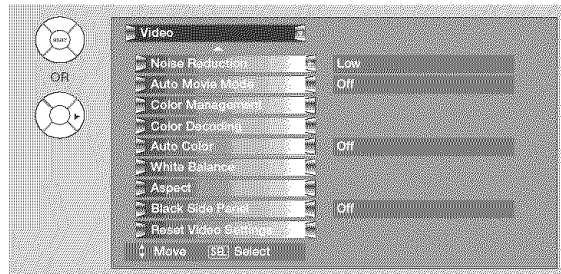 SELECT
OR
Video
Noise Reduction Low
Auto Movie Mode Off
Color Management
Color Decoding
Auto Color Off
White Balance
Aspect
Black Side Panel Off
Reset Video Settings
Move SEL Select